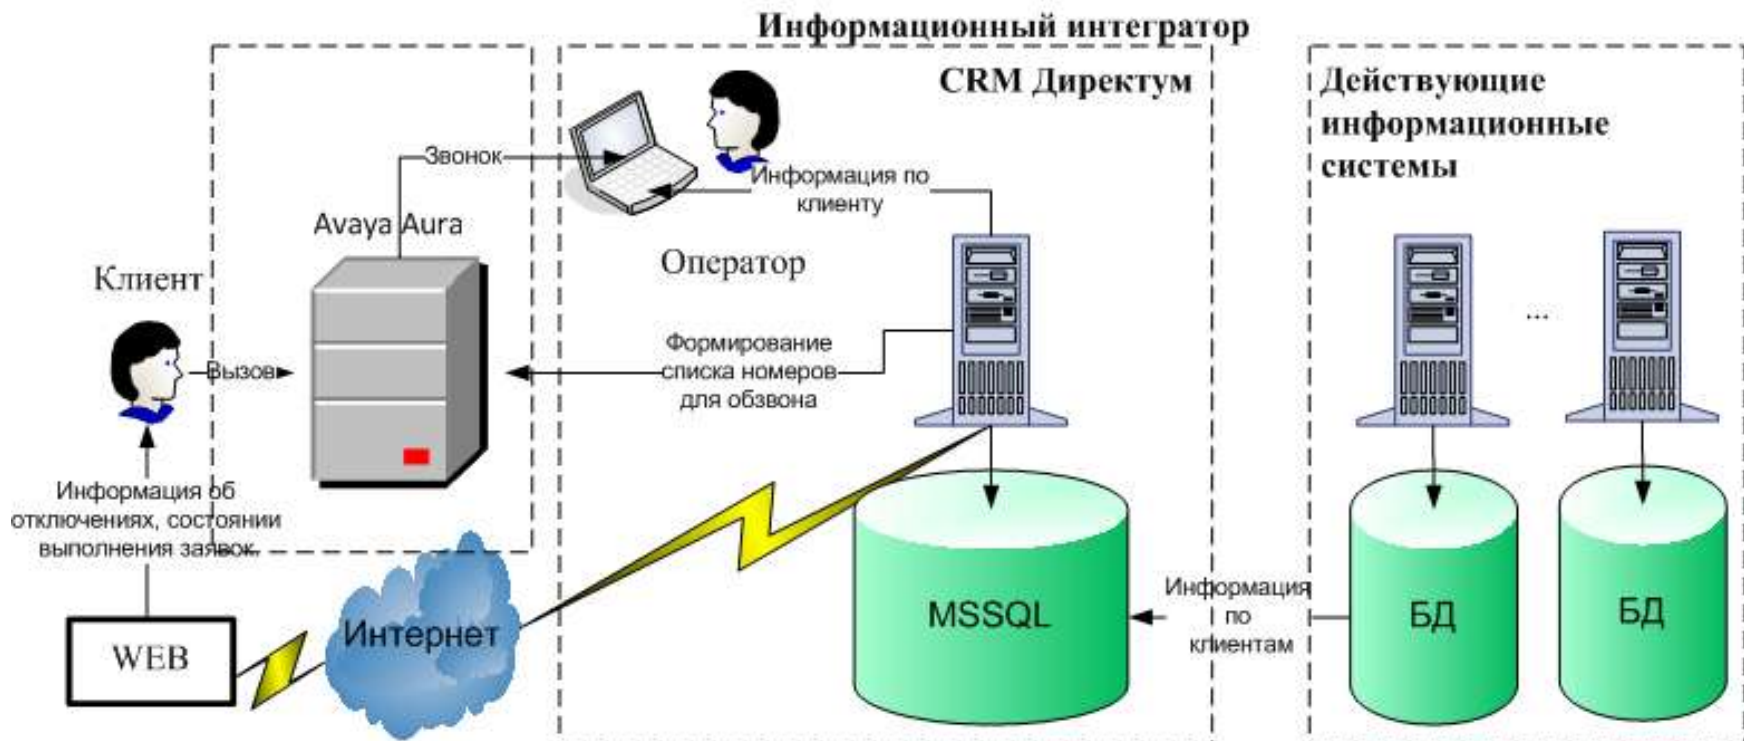 Информационный интегратор
CRM Директум
Действующие
информационные
системы
Звонок
Информация по
клиенту
Avaya Aura
Оператор
Клиент
...
Формирование
списка номеров
для обзвона
Вызов
Информация об
отключениях, состоянии
выполнения заявок.
Интернет
WEB
MSSQL
Информация
по
клиентам
БД
БД